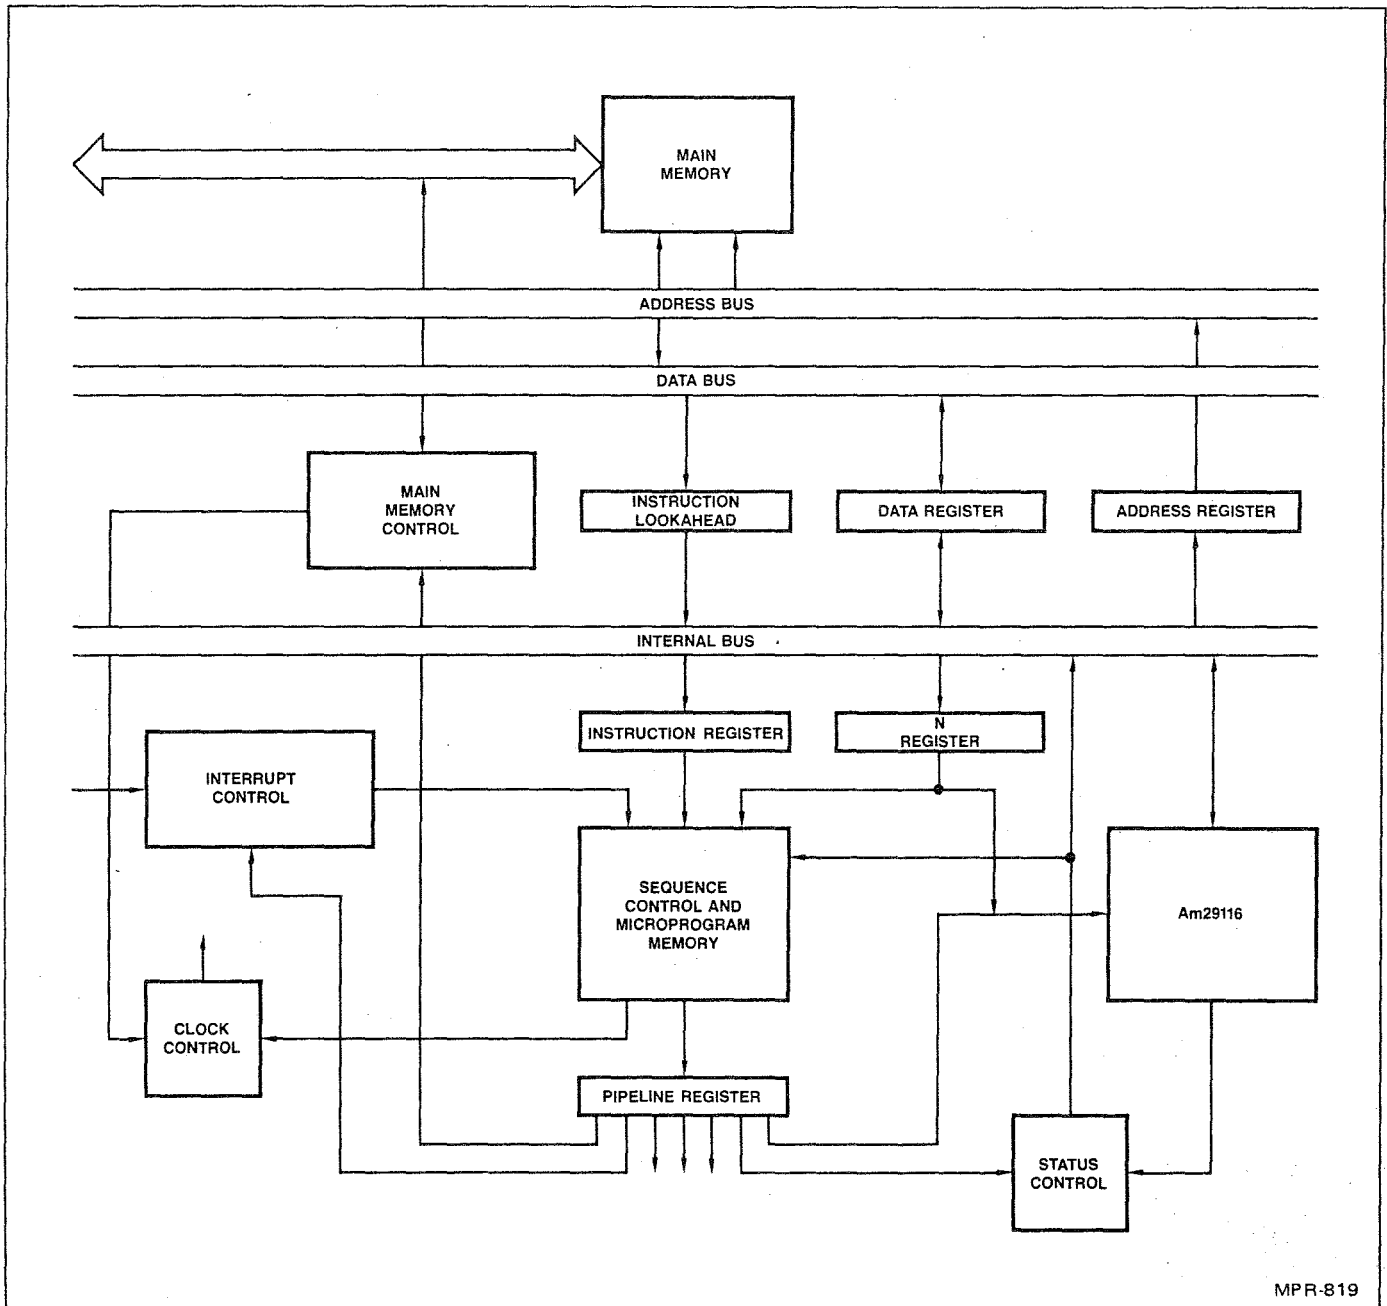 MAIN
MEMORY
ADDRESS BUS
DATA BUS
MAIN
MEMORY
CONTROL
INSTRUCTION
LOOKAHEAD
DATA REGISTER
ADDRESS REGISTER
INTERNAL BUS
INSTRUCTION REGISTER
N
REGISTER
INTERRUPT
CONTROL
SEQUENCE
CONTROL AND
MICROPROGRAM
MEMORY
Am29116
CLOCK
CONTROL
PIPELINE REGISTER
STATUS
CONTROL
MPR-819